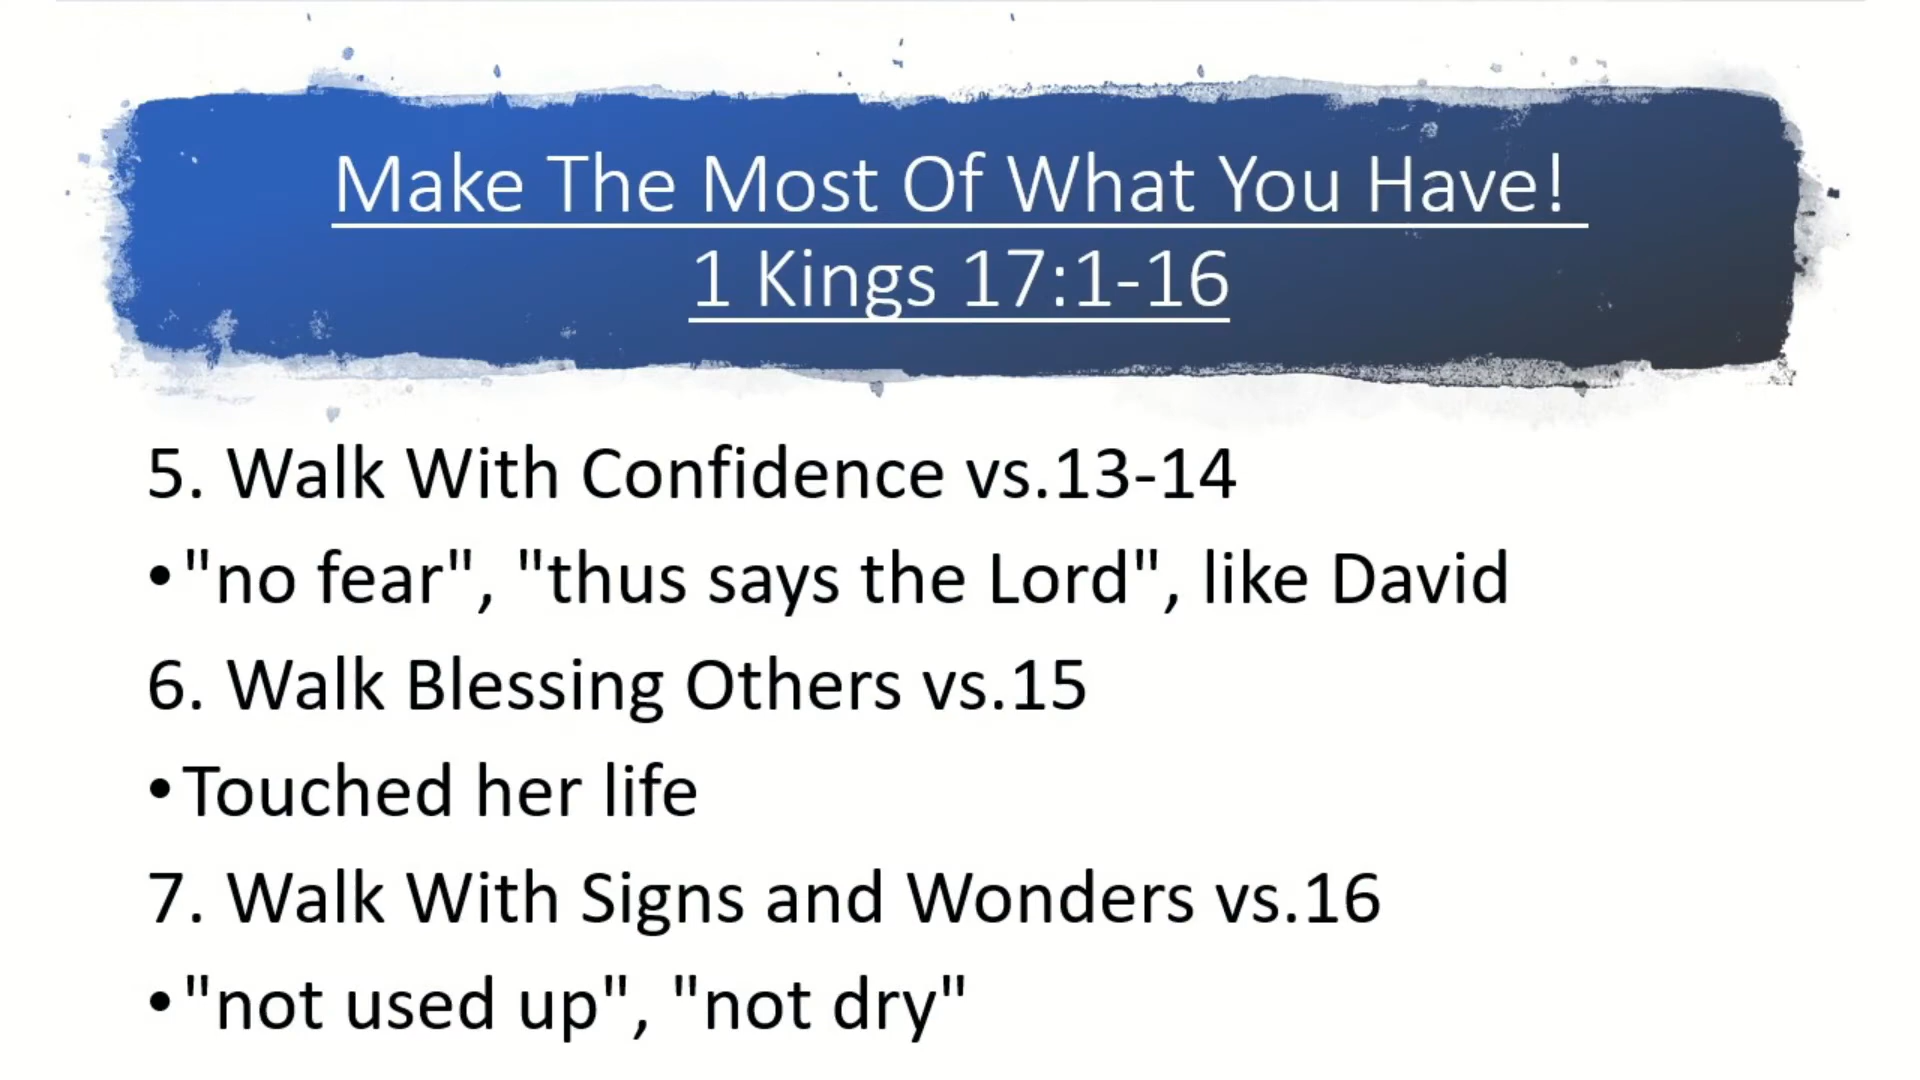 Make The Most Of What You Have!
1 Kings 17:1-16
5. Walk With Confidence vs.13-14
•"no fear", "thus says the Lord", like David
6. Walk Blessing Others vs.15
•Touched her life
7. Walk With Signs and Wonders vs.16
•"not used up", "not dry"